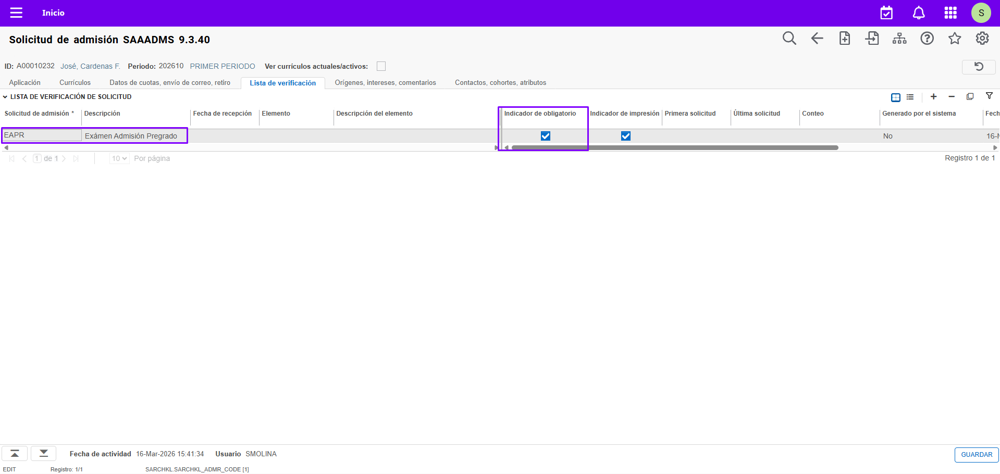 Inicio
S
Solicitud de admisión SAAADMS 9.3.40
ID: A00010232 José, Cardenas F. Periodo: 202610 PRIMER PERIODO Ver currículos actuales/activos:
Aplicación Currículos Datos de cuotas, envío de correo, retiro Lista de verificación Orígenes, intereses, comentarios Contactos, cohortes, atributos
LISTA DE VERIFICACIÓN DE SOLICITUD
Solicitud de admisión * Descripción Fecha de recepción Elemento Descripción del elemento Indicador de obligatorio Indicador de impresión Primera solicitud Última solicitud Conteo Generado por el sistema Fech
EAPR Exámen Admisión Pregrado No 16-M
1 de 1 10 Por página Registro 1 de 1
Fecha de actividad 16-Mar-2026 15:41:34 Usuario SMOLINA GUARDAR
EDIT Registro: 1/1 SARCHKL.SARCHKL_ADMR_CODE [1]